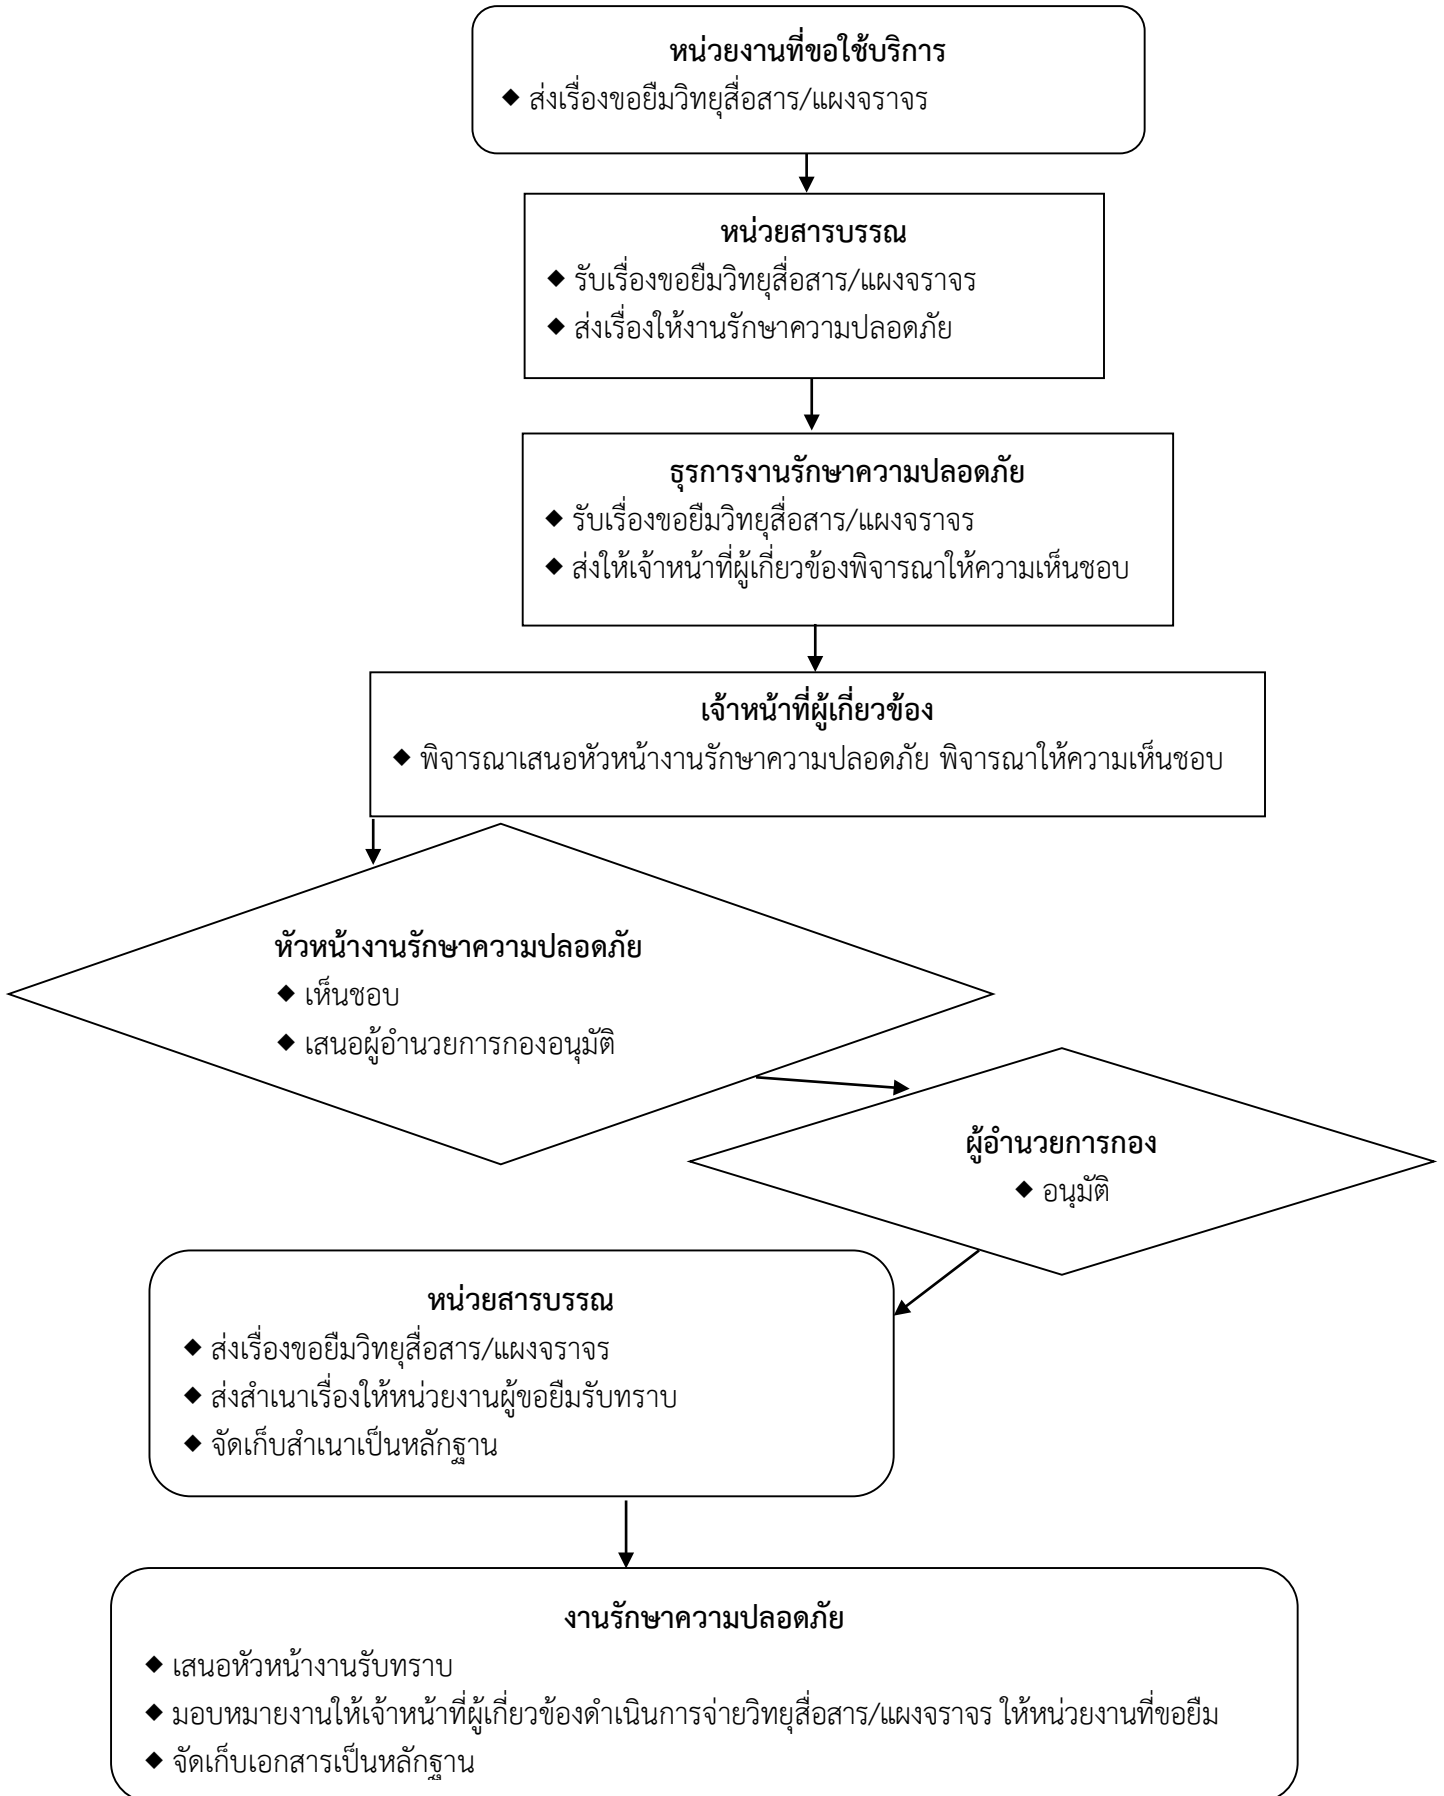 หน่วยงานที่ขอใช้บริการ
◆ ส่งเรื่องขอยืมวิทยุสื่อสาร/แผงจราจร
หน่วยสารบรรณ
◆ รับเรื่องขอยืมวิทยุสื่อสาร/แผงจราจร
◆ ส่งเรื่องให้งานรักษาความปลอดภัย
ธุรการงานรักษาความปลอดภัย
◆ รับเรื่องขอยืมวิทยุสื่อสาร/แผงจราจร
◆ ส่งให้เจ้าหน้าที่ผู้เกี่ยวข้องพิจารณาให้ความเห็นชอบ
เจ้าหน้าที่ผู้เกี่ยวข้อง
◆ พิจารณาเสนอหัวหน้างานรักษาความปลอดภัย พิจารณาให้ความเห็นชอบ
หัวหน้างานรักษาความปลอดภัย
◆ เห็นชอบ
◆ เสนอผู้อำนวยการกองอนุมัติ
ผู้อำนวยการกอง
◆ อนุมัติ
หน่วยสารบรรณ
◆ ส่งเรื่องขอยืมวิทยุสื่อสาร/แผงจราจร
◆ ส่งสำเนาเรื่องให้หน่วยงานผู้ขอยืมรับทราบ
◆ จัดเก็บสำเนาเป็นหลักฐาน
งานรักษาความปลอดภัย
◆ เสนอหัวหน้างานรับทราบ
◆ มอบหมายงานให้เจ้าหน้าที่ผู้เกี่ยวข้องดำเนินการจ่ายวิทยุสื่อสาร/แผงจราจร ให้หน่วยงานที่ขอยืม
◆ จัดเก็บเอกสารเป็นหลักฐาน